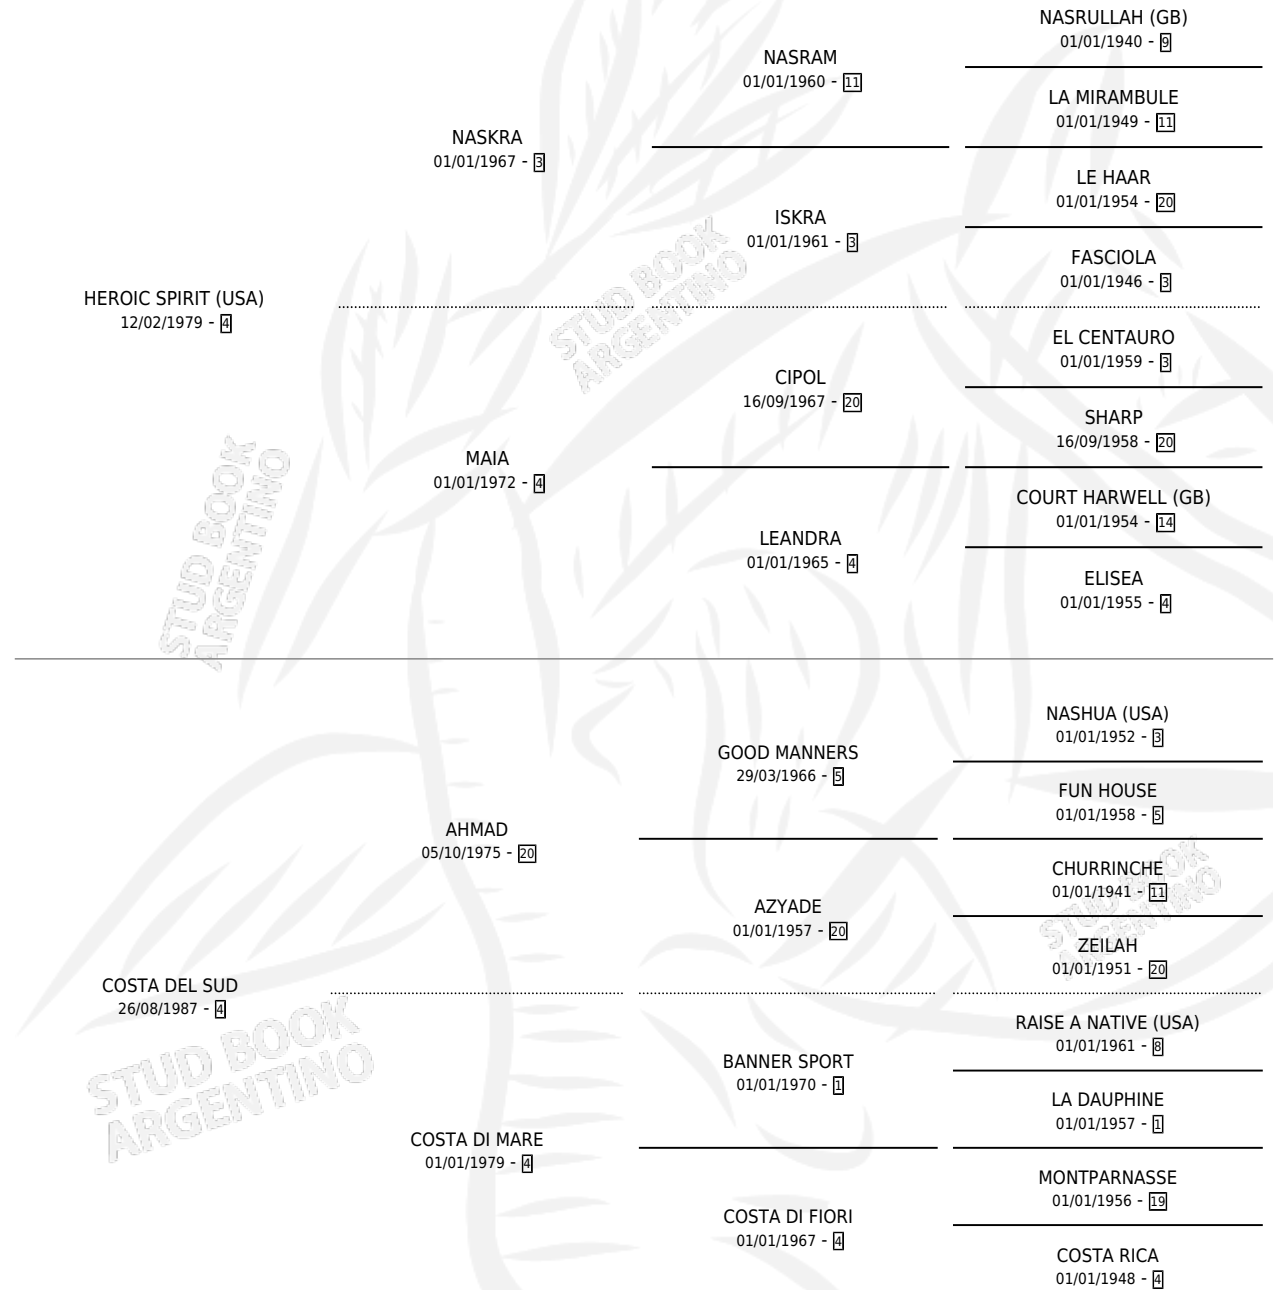 NASRULLAH (GB)
01/01/1940 - 9
NASRAM
01/01/1960 - 11
LA MIRAMBULE
01/01/1949 - 11
NASKRA
01/01/1967 - 3
LE HAAR
01/01/1954 - 20
ISKRA
01/01/1961 - 3
FASCIOLA
01/01/1946 - 3
HEROIC SPIRIT (USA)
12/02/1979 - 4
EL CENTAURO
01/01/1959 - 3
CIPOL
16/09/1967 - 20
SHARP
16/09/1958 - 20
MAIA
01/01/1972 - 4
COURT HARWELL (GB)
01/01/1954 - 14
LEANDRA
01/01/1965 - 4
ELISEA
01/01/1955 - 4
STUD BOOK
ARGENTINO
STUD BOOK
ARGENTINO
NASHUA (USA)
01/01/1952 - 3
GOOD MANNERS
29/03/1966 - 5
FUN HOUSE
01/01/1958 - 5
AHMAD
05/10/1975 - 20
CHURRINCHE
01/01/1941 - 11
AZYADE
01/01/1957 - 20
ZEILAH
01/01/1951 - 20
COSTA DEL SUD
26/08/1987 - 4
RAISE A NATIVE (USA)
01/01/1961 - 8
BANNER SPORT
01/01/1970 - 1
LA DAUPHINE
01/01/1957 - 1
COSTA DI MARE
01/01/1979 - 4
MONTPARNASSE
01/01/1956 - 19
COSTA DI FIORI
01/01/1967 - 4
COSTA RICA
01/01/1948 - 4
STUD BOOK
ARGENTINO
STUD BOOK
ARGENTINO